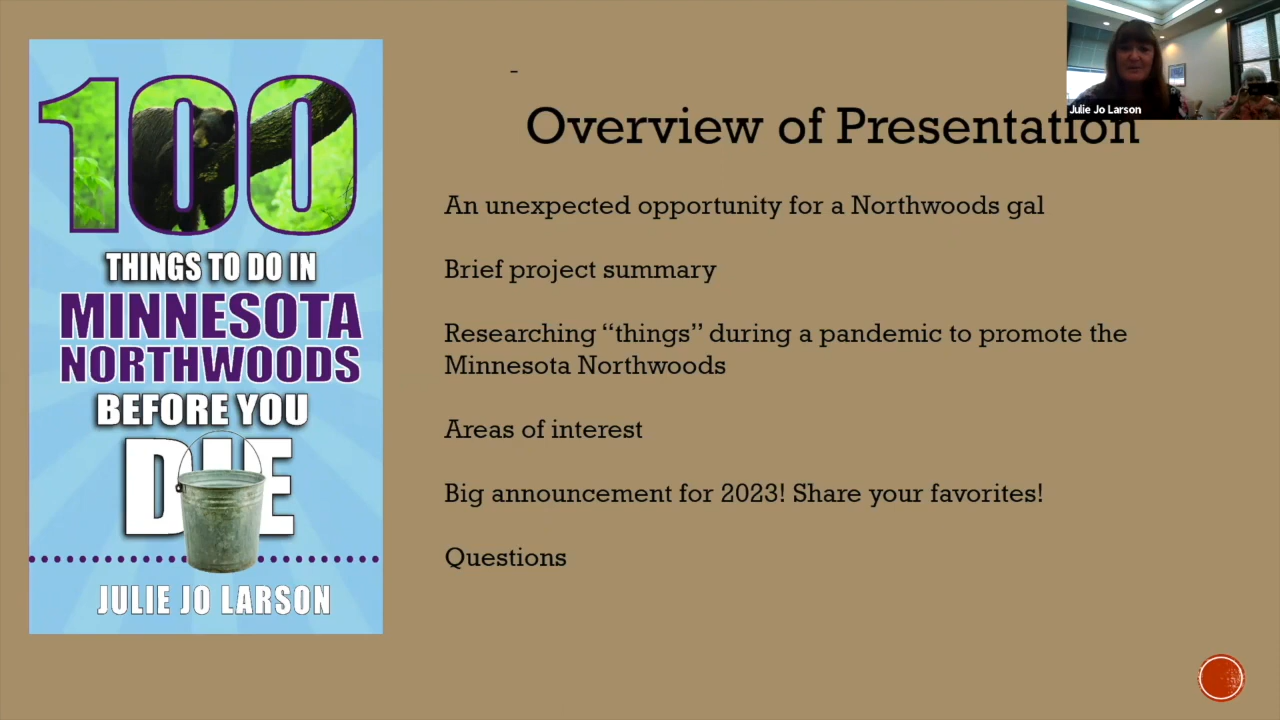 100
THINGS TO DO IN
MINNESOTA
NORTHWOODS
BEFORE YOU
DIE
JULIE JO LARSON
-
Overview of Presentation
An unexpected opportunity for a Northwoods gal
Brief project summary
Researching “things” during a pandemic to promote the
Minnesota Northwoods
Areas of interest
Big announcement for 2023! Share your favorites!
Questions
Julie Jo Larson